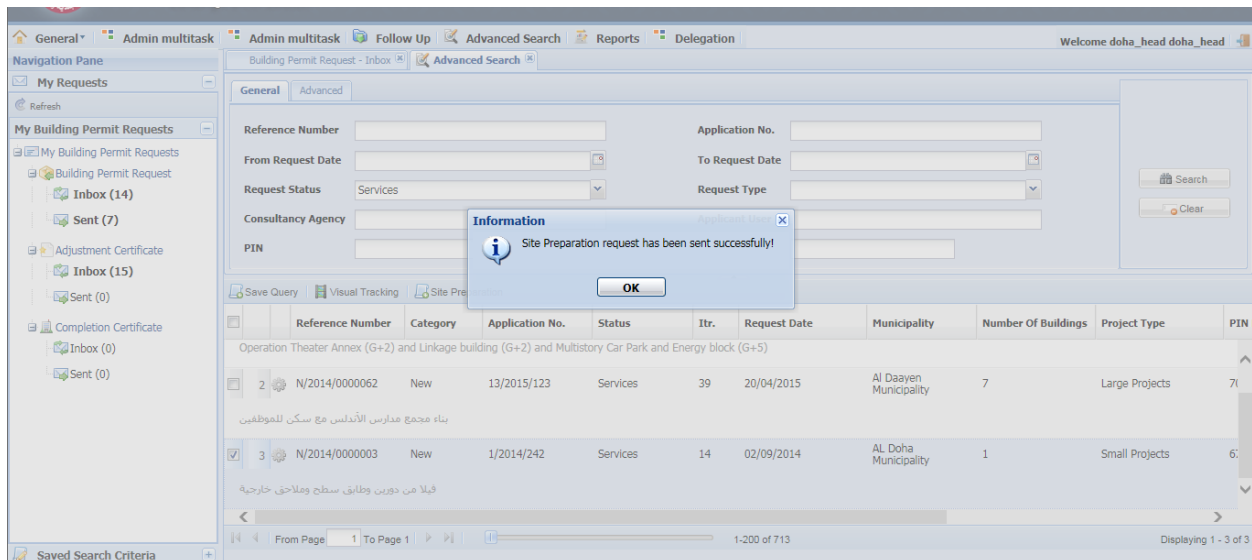 General Admin multitask Admin multitask Follow Up Advanced Search Reports Delegation Welcome doha_head doha_head
Navigation Pane
Building Permit Request - Inbox Advanced Search
My Requests
Refresh
My Building Permit Requests
My Building Permit Requests
Building Permit Request
Inbox (14)
Sent (7)
Adjustment Certificate
Inbox (15)
Sent (0)
Completion Certificate
Inbox (0)
Sent (0)
Saved Search Criteria
General Advanced
Reference Number Application No.
From Request Date To Request Date
Request Status Services Request Type
Consultancy Agency
PIN
Search
Clear
Information
Site Preparation request has been sent successfully!
OK
Save Query Visual Tracking Site Pre
Reference Number Category Application No. Status Itr. Request Date Municipality Number Of Buildings Project Type PIN
Operation Theater Annex (G+2) and Linkage building (G+2) and Multistory Car Park and Energy block (G+5)
2 N/2014/0000062 New 13/2015/123 Services 39 20/04/2015 Al Daayen Municipality 7 Large Projects
بناء مجمع مدارس الأندلس مع سكن للموظفين
3 N/2014/0000003 New 1/2014/242 Services 14 02/09/2014 AL Doha Municipality 1 Small Projects
فيلا من دورين وطابق سطح وملاحق خارجية
From Page 1 To Page 1 1-200 of 713 Displaying 1 - 3 of 3